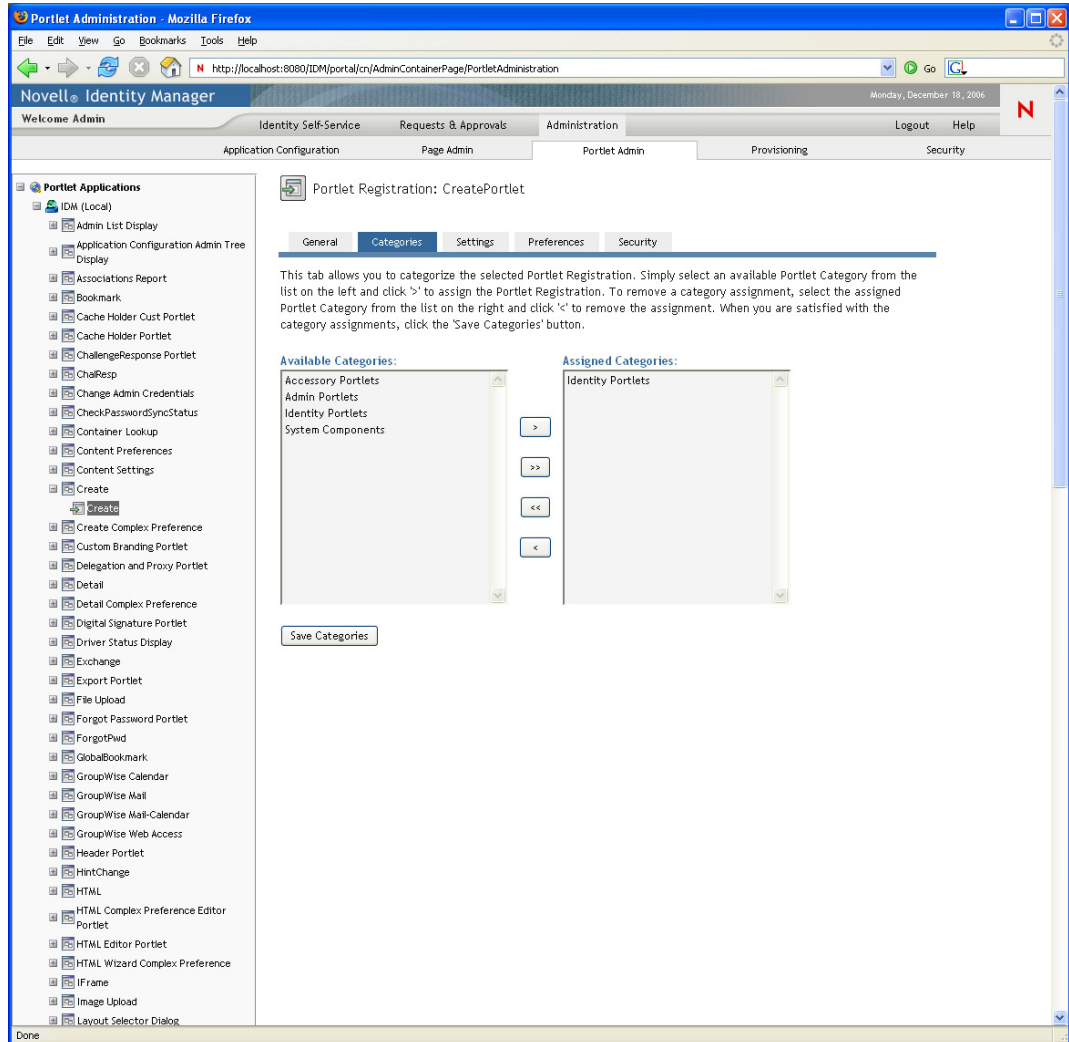 Portlet Administration - Mozilla Firefox
File Edit View Go Bookmarks Tools Help
N http://localhost:8080/IDM/portal/cn/AdminContainerPage/PortletAdministration Go G
Novell® Identity Manager Monday, December 18, 2006
N
Welcome Admin Identity Self-Service Requests & Approvals Administration Logout Help
Application Configuration Page Admin Portlet Admin Provisioning Security
Portlet Applications
IDM (Local)
Admin List Display
Application Configuration Admin Tree
Display
Associations Report
Bookmark
Cache Holder Cust Portlet
Cache Holder Portlet
ChallengeResponse Portlet
ChalResp
Change Admin Credentials
CheckPasswordSyncStatus
Container Lookup
Content Preferences
Content Settings
Create
Create
Create Complex Preference
Custom Branding Portlet
Delegation and Proxy Portlet
Detail
Detail Complex Preference
Digital Signature Portlet
Driver Status Display
Exchange
Export Portlet
File Upload
Forgot Password Portlet
ForgotPwd
GlobalBookmark
GroupWise Calendar
GroupWise Mail
GroupWise Mail-Calendar
GroupWise Web Access
Header Portlet
HintChange
HTML
HTML Complex Preference Editor
Portlet
HTML Editor Portlet
HTML Wizard Complex Preference
IFrame
Image Upload
Layout Selector Dialog
Portlet Registration: CreatePortlet
General Categories Settings Preferences Security
This tab allows you to categorize the selected Portlet Registration. Simply select an available Portlet Category from the
list on the left and click '>' to assign the Portlet Registration. To remove a category assignment, select the assigned
Portlet Category from the list on the right and click '<' to remove the assignment. When you are satisfied with the
category assignments, click the 'Save Categories' button.
Available Categories:
Accessory Portlets
Admin Portlets
Identity Portlets
System Components
>
>>
<<
<
Assigned Categories:
Identity Portlets
Save Categories
Done